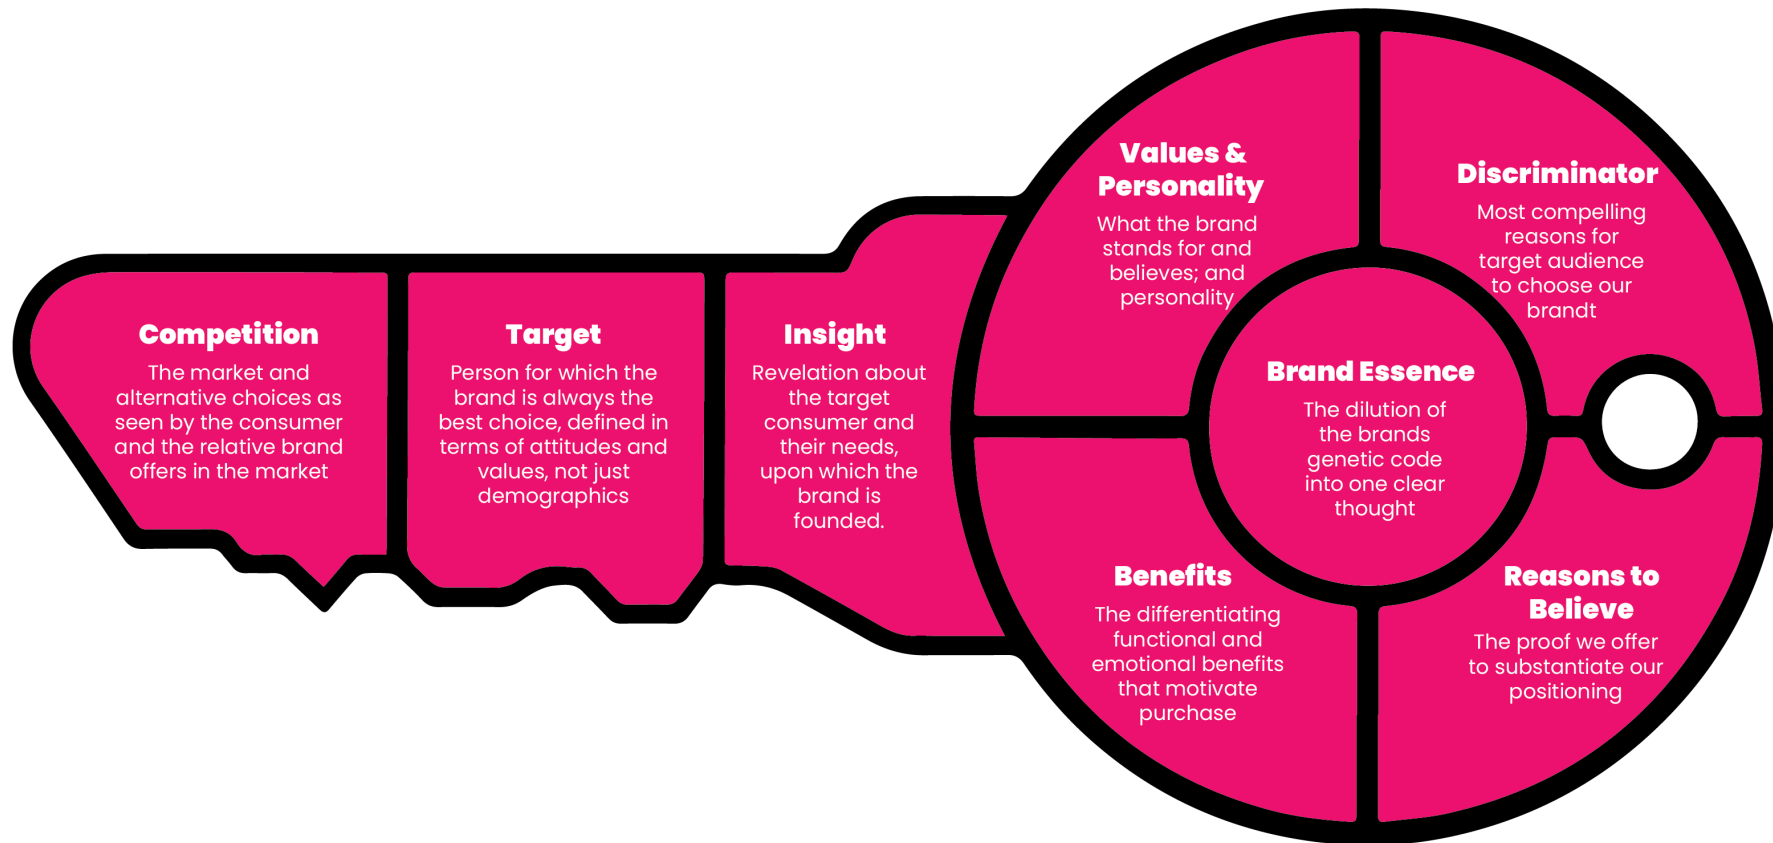 Competition
The market and
alternative choices as
seen by the consumer
and the relative brand
offers in the market
Target
Person for which the
brand is always the
best choice, defined in
terms of attitudes and
values, not just
demographics
Insight
Revelation about
the target
consumer and
their needs,
upon which the
brand is
founded.
Values &
Personality
What the brand
stands for and
believes; and
personality
Discriminator
Most compelling
reasons for
target audience
to choose our
brandt
Brand Essence
The dilution of
the brands
genetic code
into one clear
thought
Benefits
The differentiating
functional and
emotional benefits
that motivate
purchase
Reasons to
Believe
The proof we offer
to substantiate our
positioning